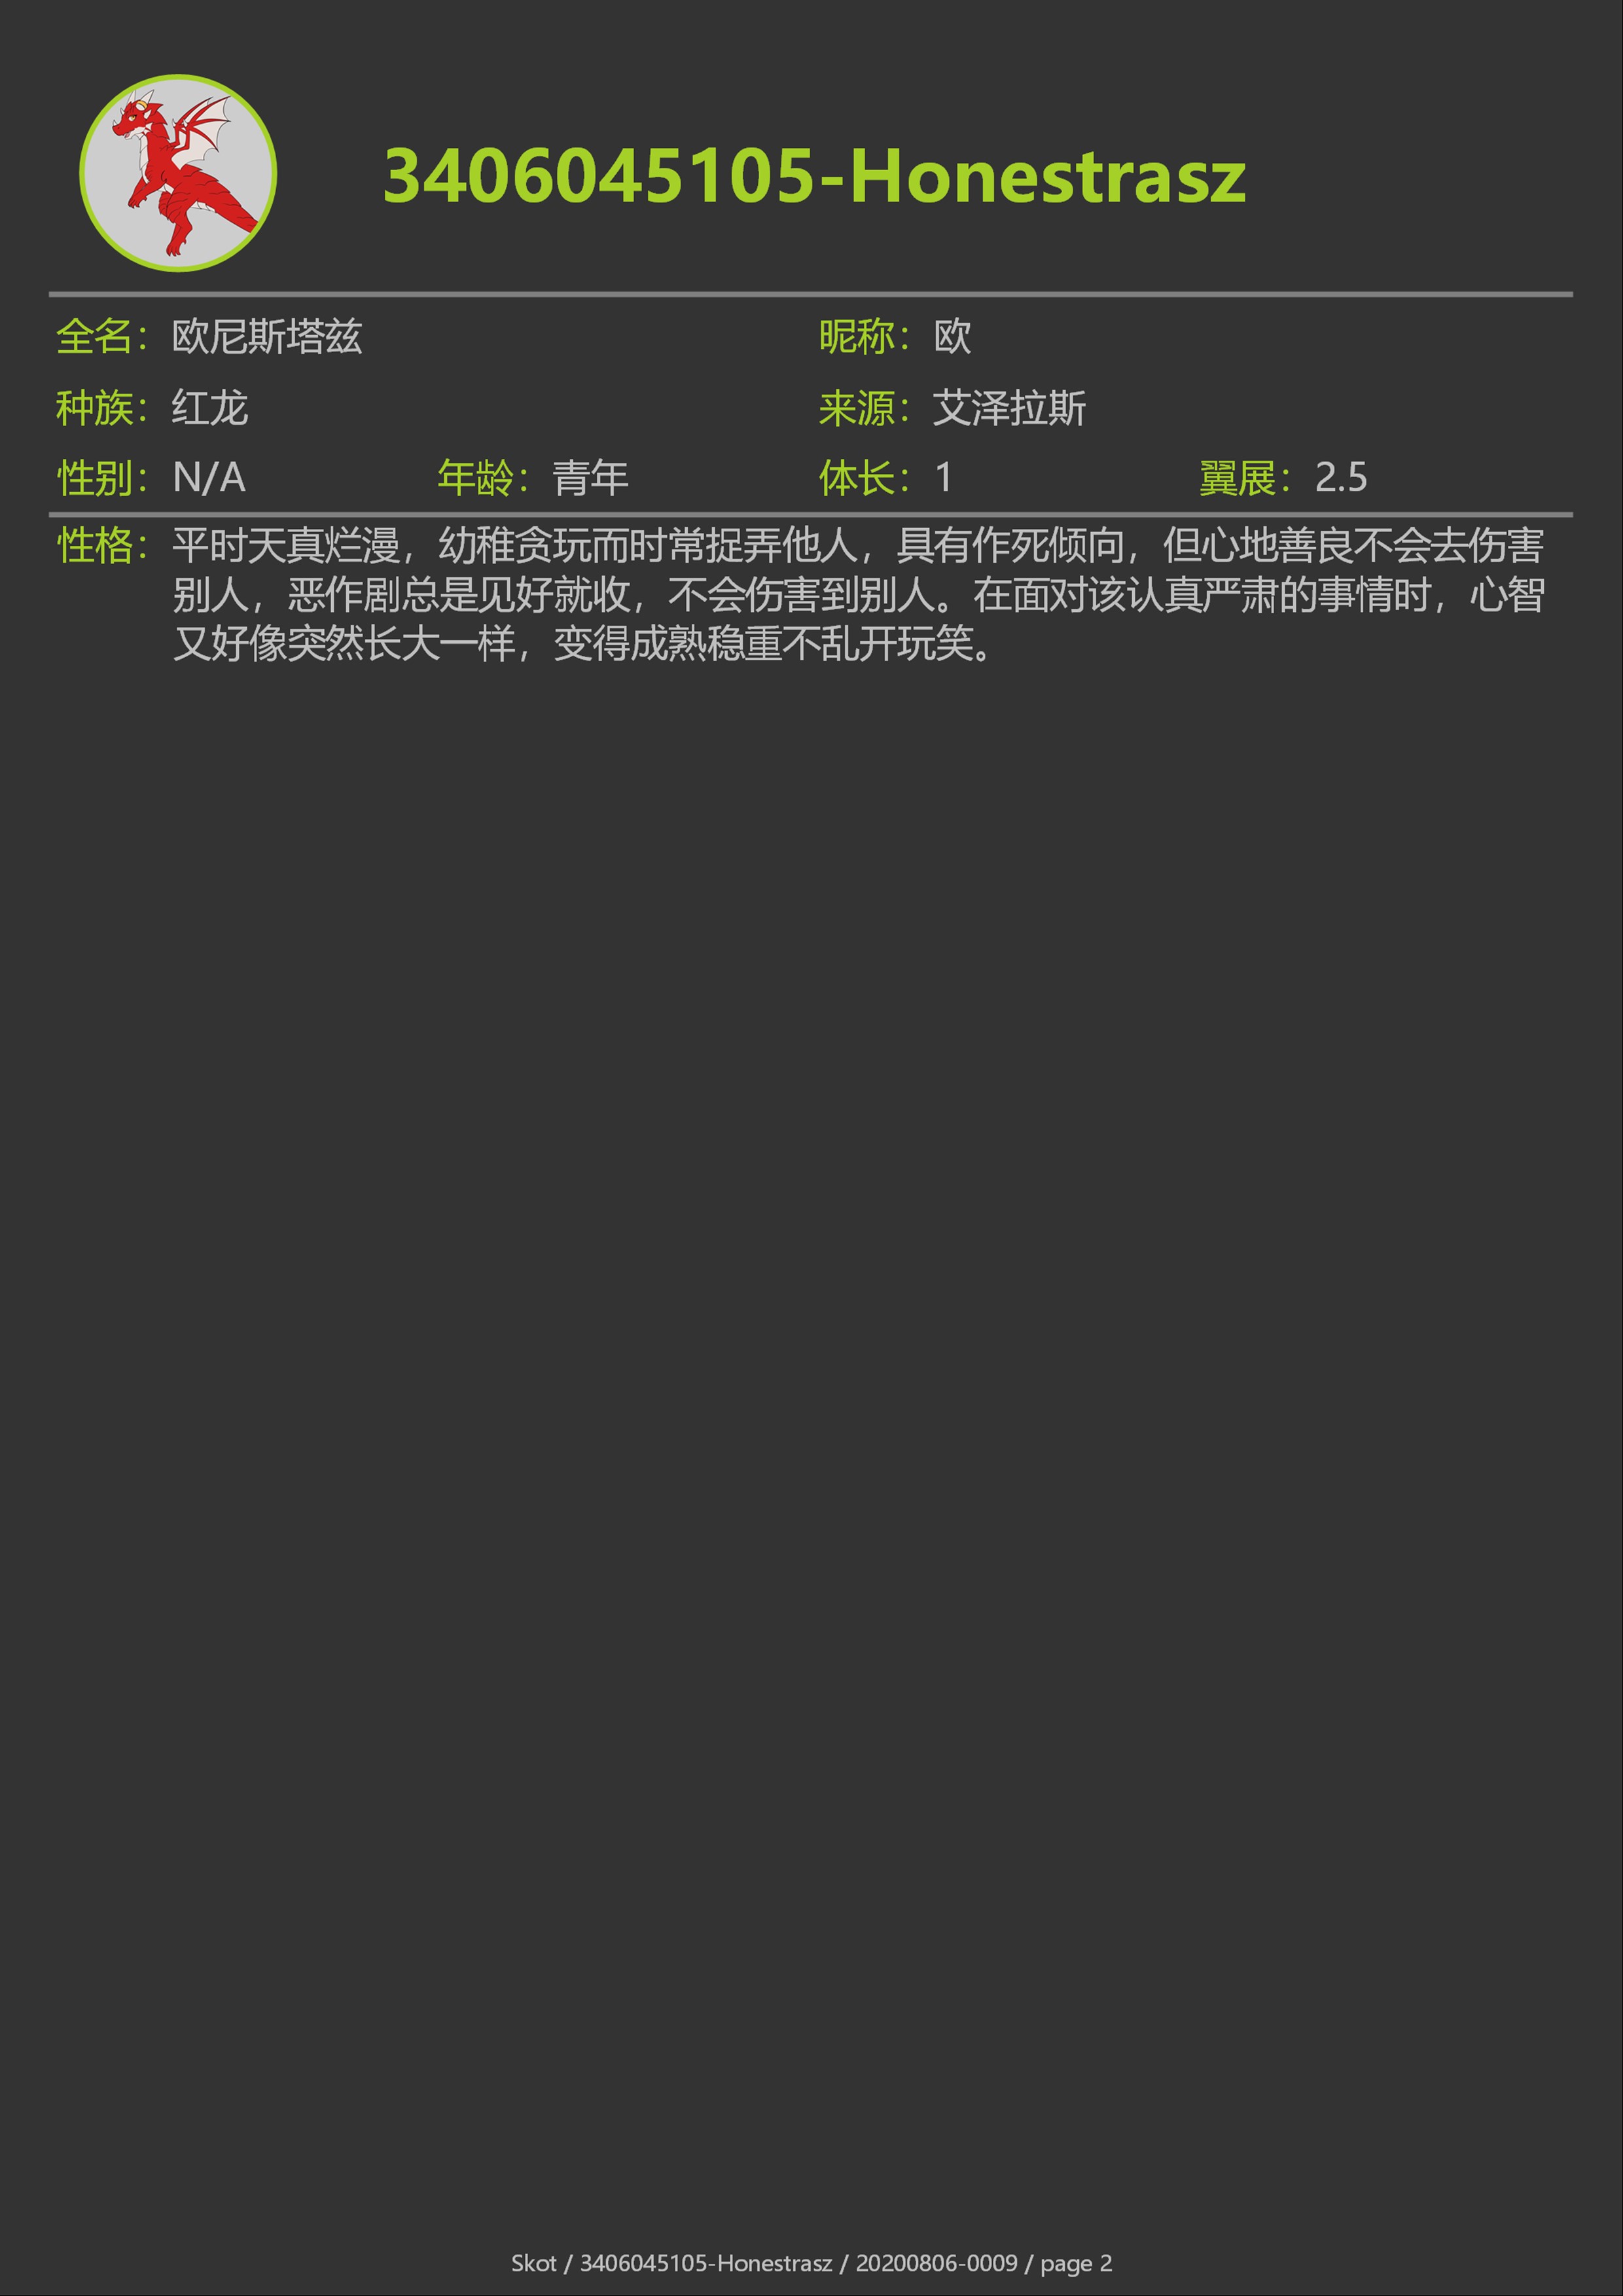 3406045105-Honestrasz
全名：欧尼斯塔兹 昵称：欧
种族：红龙 来源：艾泽拉斯
性别：N/A 年龄：青年 体长：1 翼展：2.5
性格：平时天真烂漫，幼稚贪玩而时常捉弄他人，具有作死倾向，但心地善良不会去伤害
别人，恶作剧总是见好就收，不会伤害到别人。在面对该认真严肃的事情时，心智
又好像突然长大一样，变得成熟稳重不乱开玩笑。
Skot / 3406045105-Honestrasz / 20200806-0009 / page 2